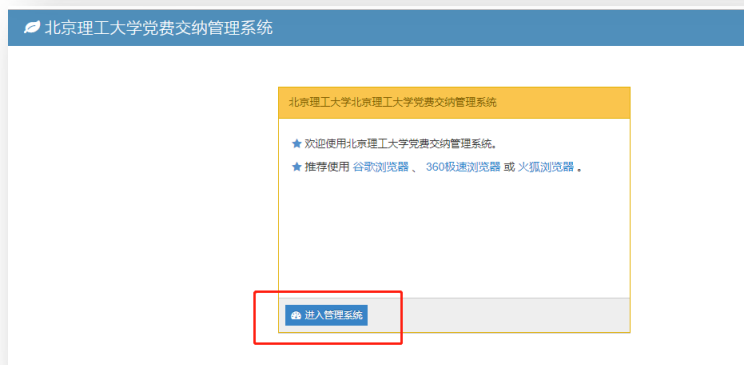 北京理工大学党费交纳管理系统
北京理工大学北京理工大学党费交纳管理系统
欢迎使用北京理工大学党费交纳管理系统。
推荐使用 谷歌浏览器 、 360极速浏览器 或 火狐浏览器 。
进入管理系统